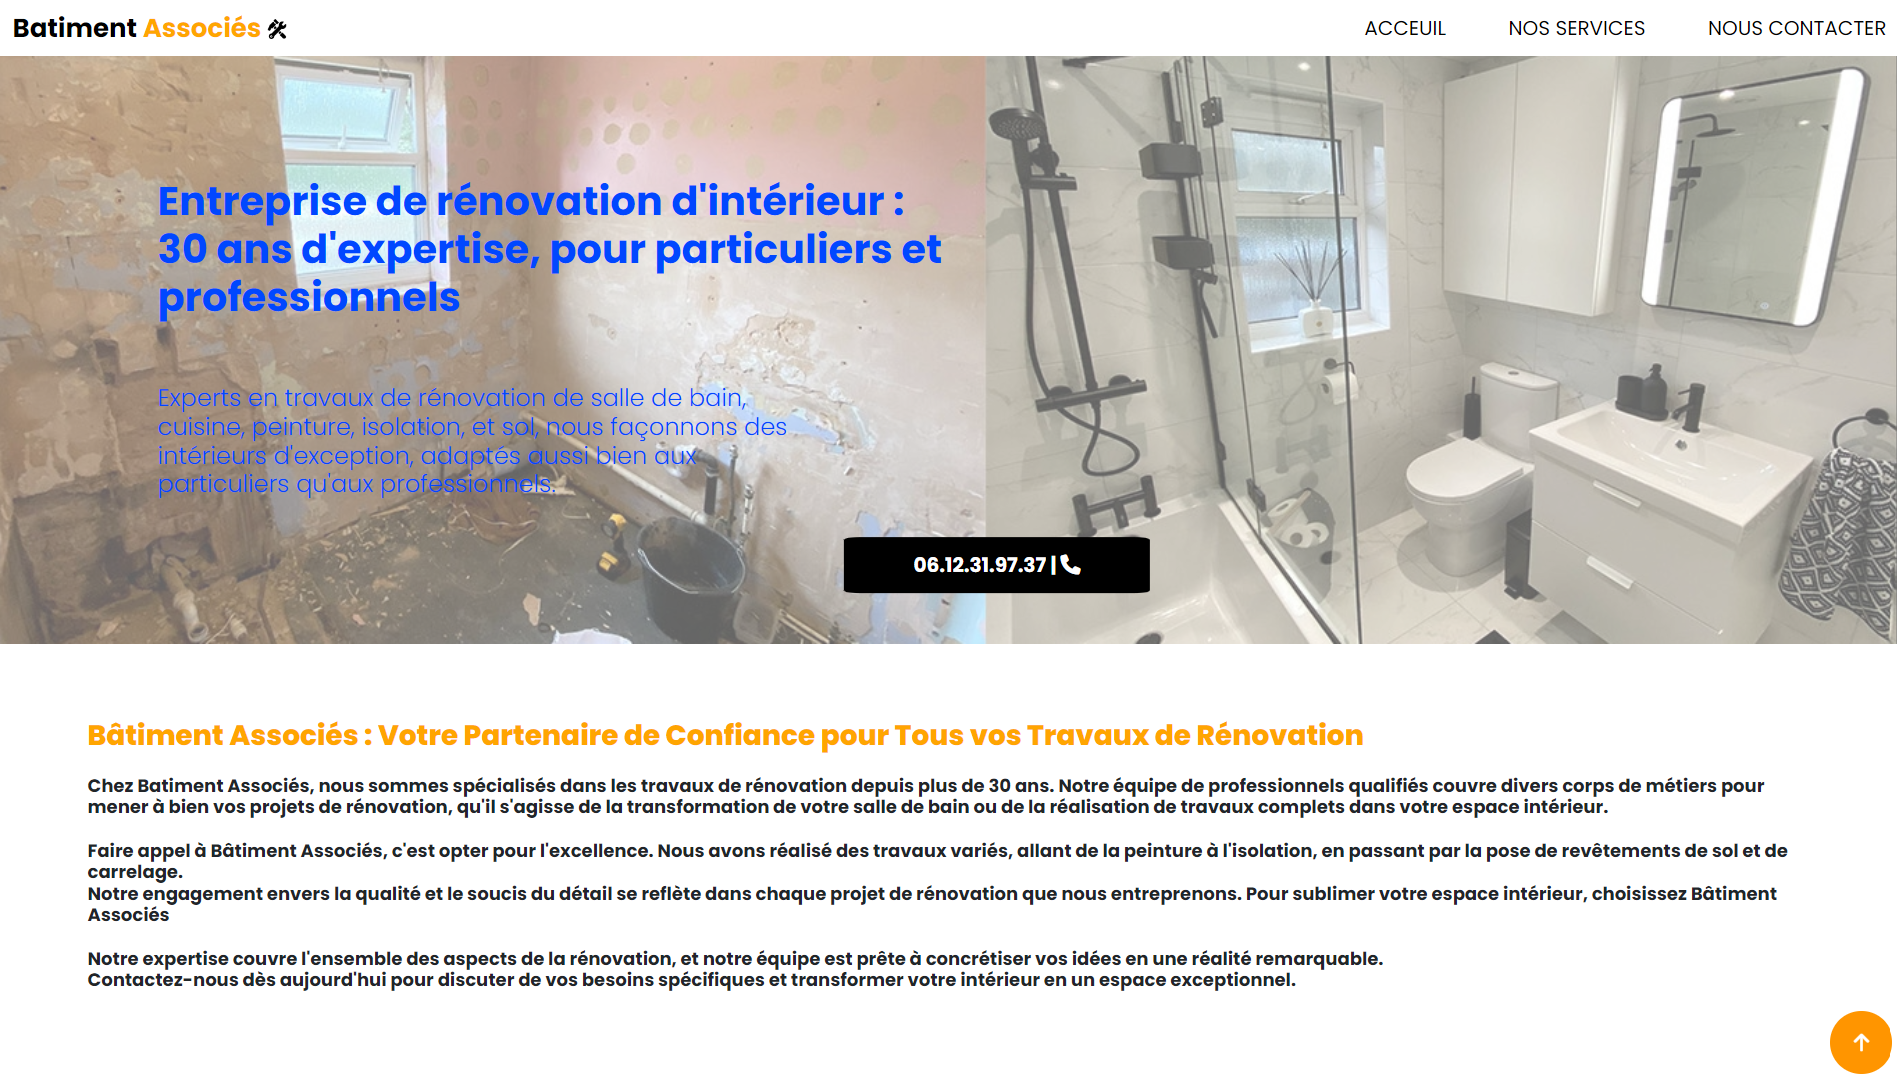 Batiment Associés
ACCEUIL
NOS SERVICES
NOUS CONTACTER
Entreprise de rénovation d'intérieur :
30 ans d'expertise, pour particuliers et
professionnels
Experts en travaux de rénovation de salle de bain,
cuisine, peinture, isolation, et sol, nous façonnons des
intérieurs d'exception, adaptés aussi bien aux
particuliers qu'aux professionnels.
06.12.31.97.37 |
Bâtiment Associés : Votre Partenaire de Confiance pour Tous vos Travaux de Rénovation
Chez Batiment Associés, nous sommes spécialisés dans les travaux de rénovation depuis plus de 30 ans. Notre équipe de professionnels qualifiés couvre divers corps de métiers pour
mener à bien vos projets de rénovation, qu'il s'agisse de la transformation de votre salle de bain ou de la réalisation de travaux complets dans votre espace intérieur.
Faire appel à Bâtiment Associés, c'est opter pour l'excellence. Nous avons réalisé des travaux variés, allant de la peinture à l'isolation, en passant par la pose de revêtements de sol et de
carrelage.
Notre engagement envers la qualité et le soucis du détail se reflète dans chaque projet de rénovation que nous entreprenons. Pour sublimer votre espace intérieur, choisissez Bâtiment
Associés
Notre expertise couvre l'ensemble des aspects de la rénovation, et notre équipe est prête à concrétiser vos idées en une réalité remarquable.
Contactez-nous dès aujourd'hui pour discuter de vos besoins spécifiques et transformer votre intérieur en un espace exceptionnel.